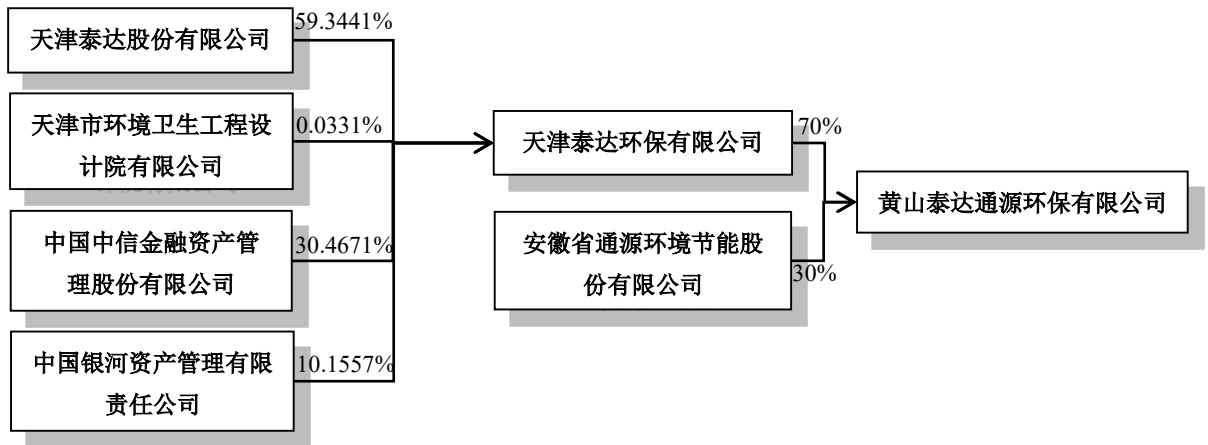 天津泰达股份有限公司
59.3441%
天津市环境卫生工程设
计院有限公司
0.0331%
中国中信金融资产管
理股份有限公司
30.4671%
中国银河资产管理有限
责任公司
10.1557%
天津泰达环保有限公司
70%
安徽省通源环境节能股
份有限公司
30%
黄山泰达通源环保有限公司